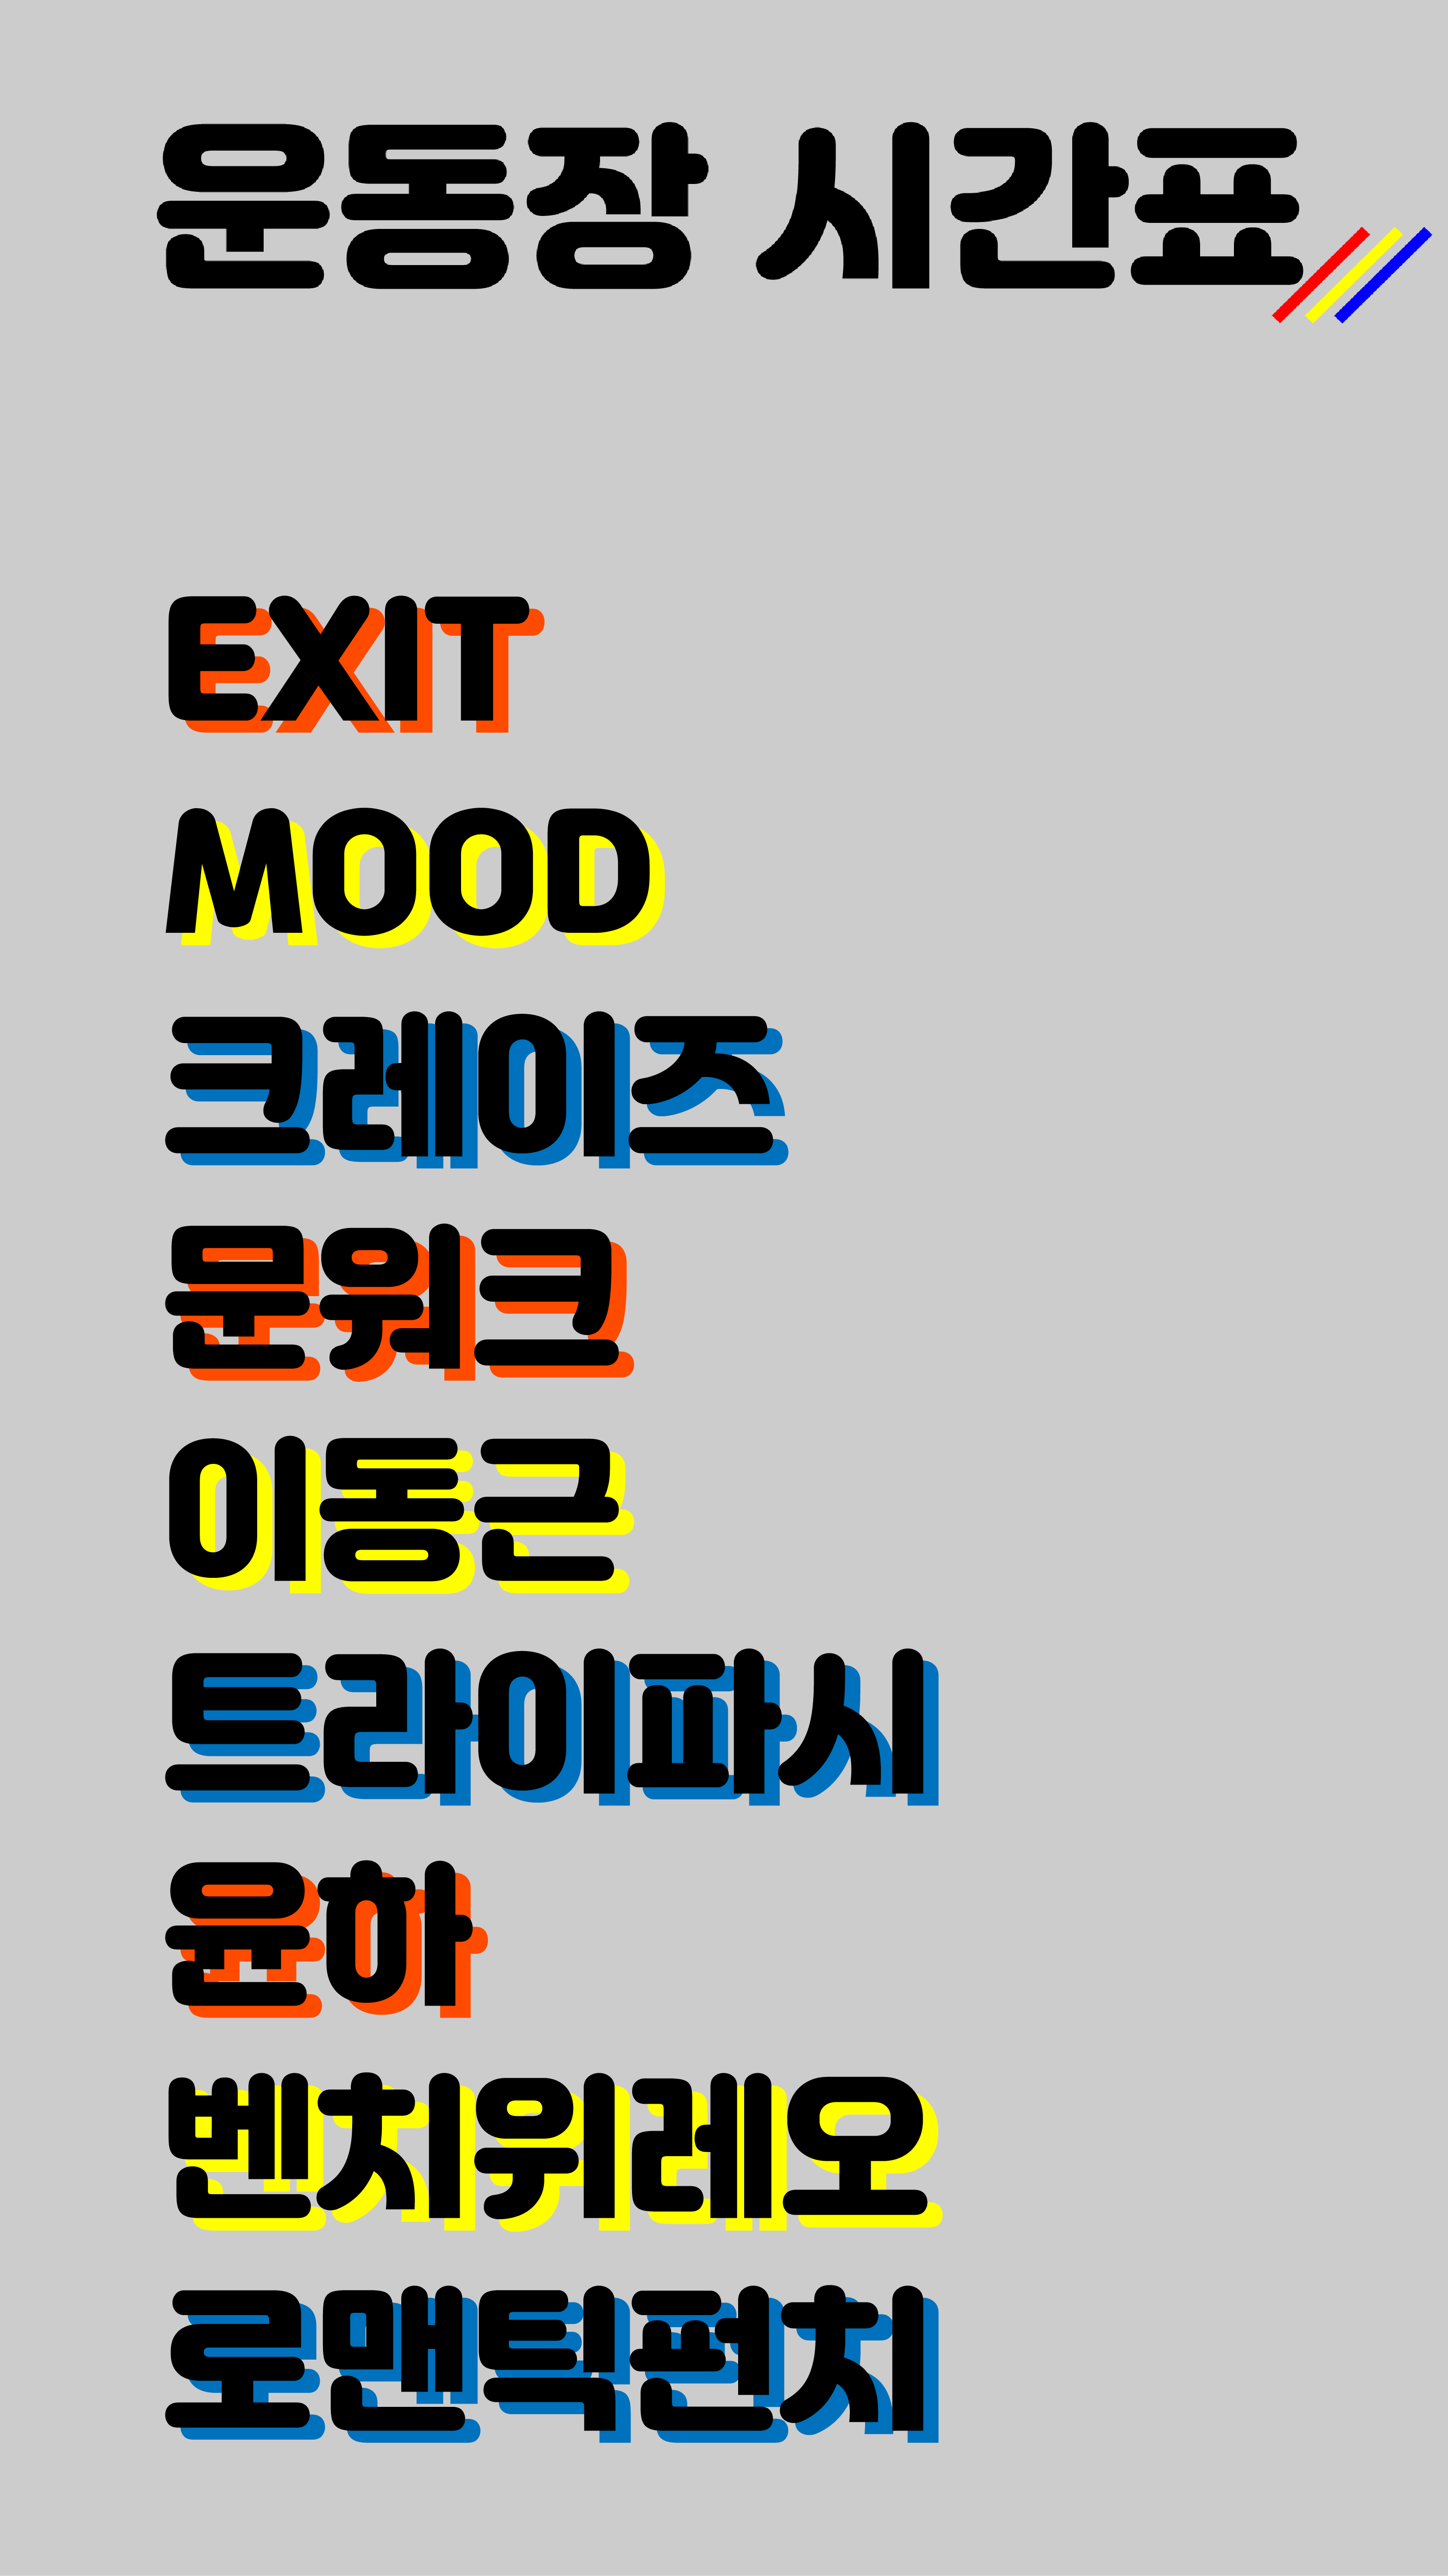 운동장 시간표
EXIT
MOOD
크레이즈
문워크
이동근
트라이파시
윤하
벤치위레오
로맨틱펀치